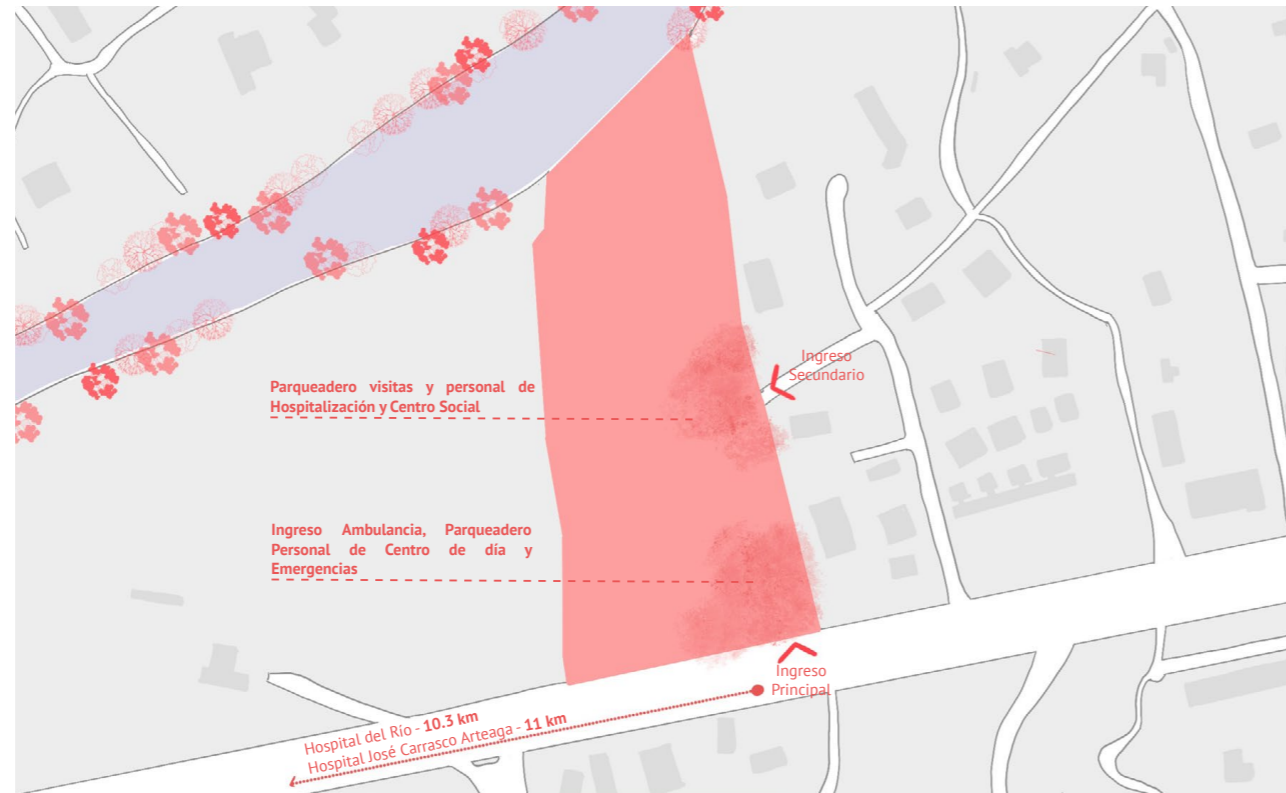 Ingreso
Secundario
Parqueadero visitas y personal de
Hospitalización y Centro Social
Ingreso Ambulancia, Parqueadero
Personal de Centro de día y
Emergencias
Ingreso
Principal
Hospital del Río - 10.3 km
Hospital José Carrasco Arteaga - 11 km